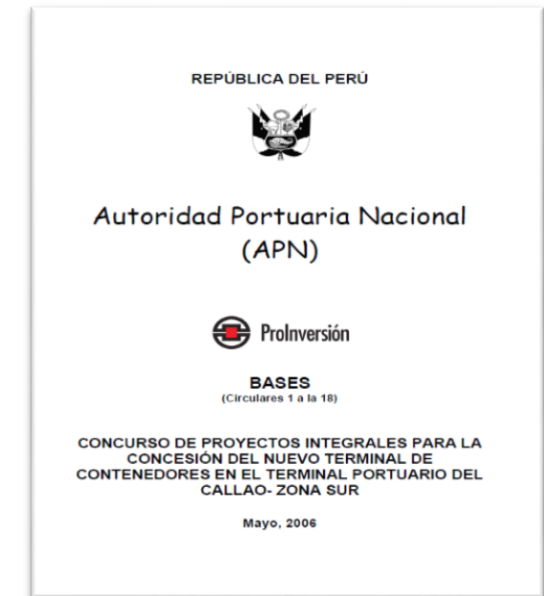 REPÚBLICA DEL PERÚ
Autoridad Portuaria Nacional
(APN)
ProInversión
BASES
(Circulares 1 a la 18)
CONCURSO DE PROYECTOS INTEGRALES PARA LA
CONCESIÓN DEL NUEVO TERMINAL DE
CONTENEDORES EN EL TERMINAL PORTUARIO DEL
CALLAO- ZONA SUR
Mayo, 2006